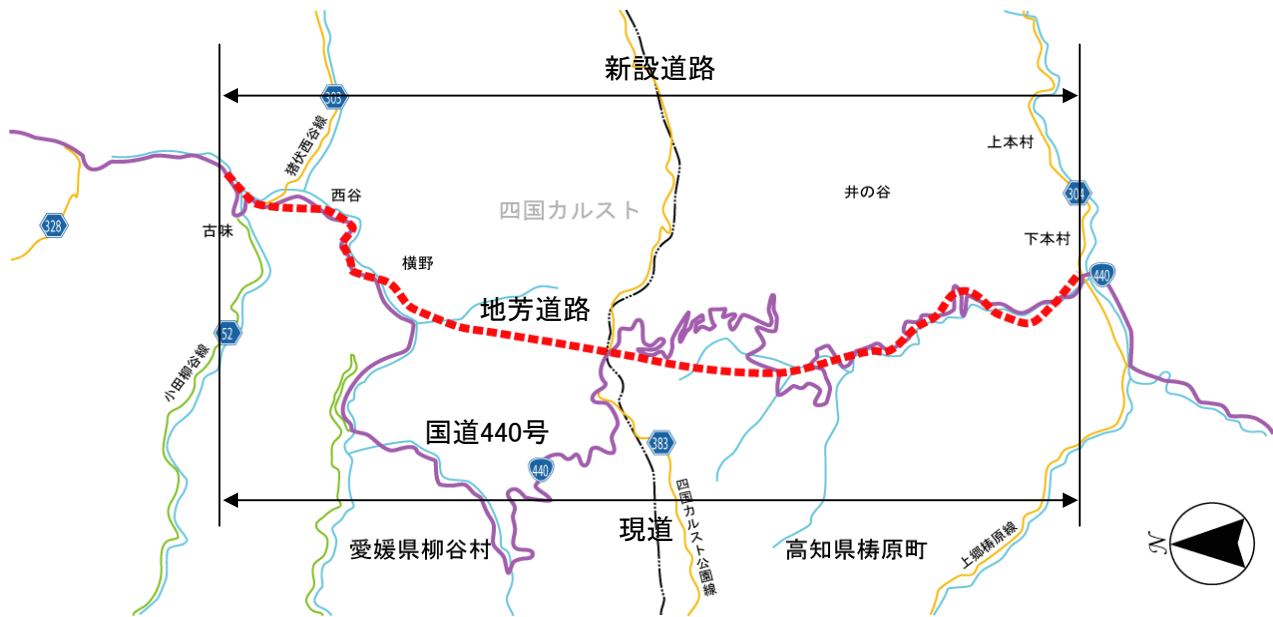 新設道路
303
猪伏西谷線
上本村
西谷
四国カルスト
井の谷
304
328
古味
下本村
横野
440
地芳道路
52
小田柳谷線
国道440号
383
440
四国カルスト公園線
現道
愛媛県柳谷村
高知県梼原町
上郷梼原線
N